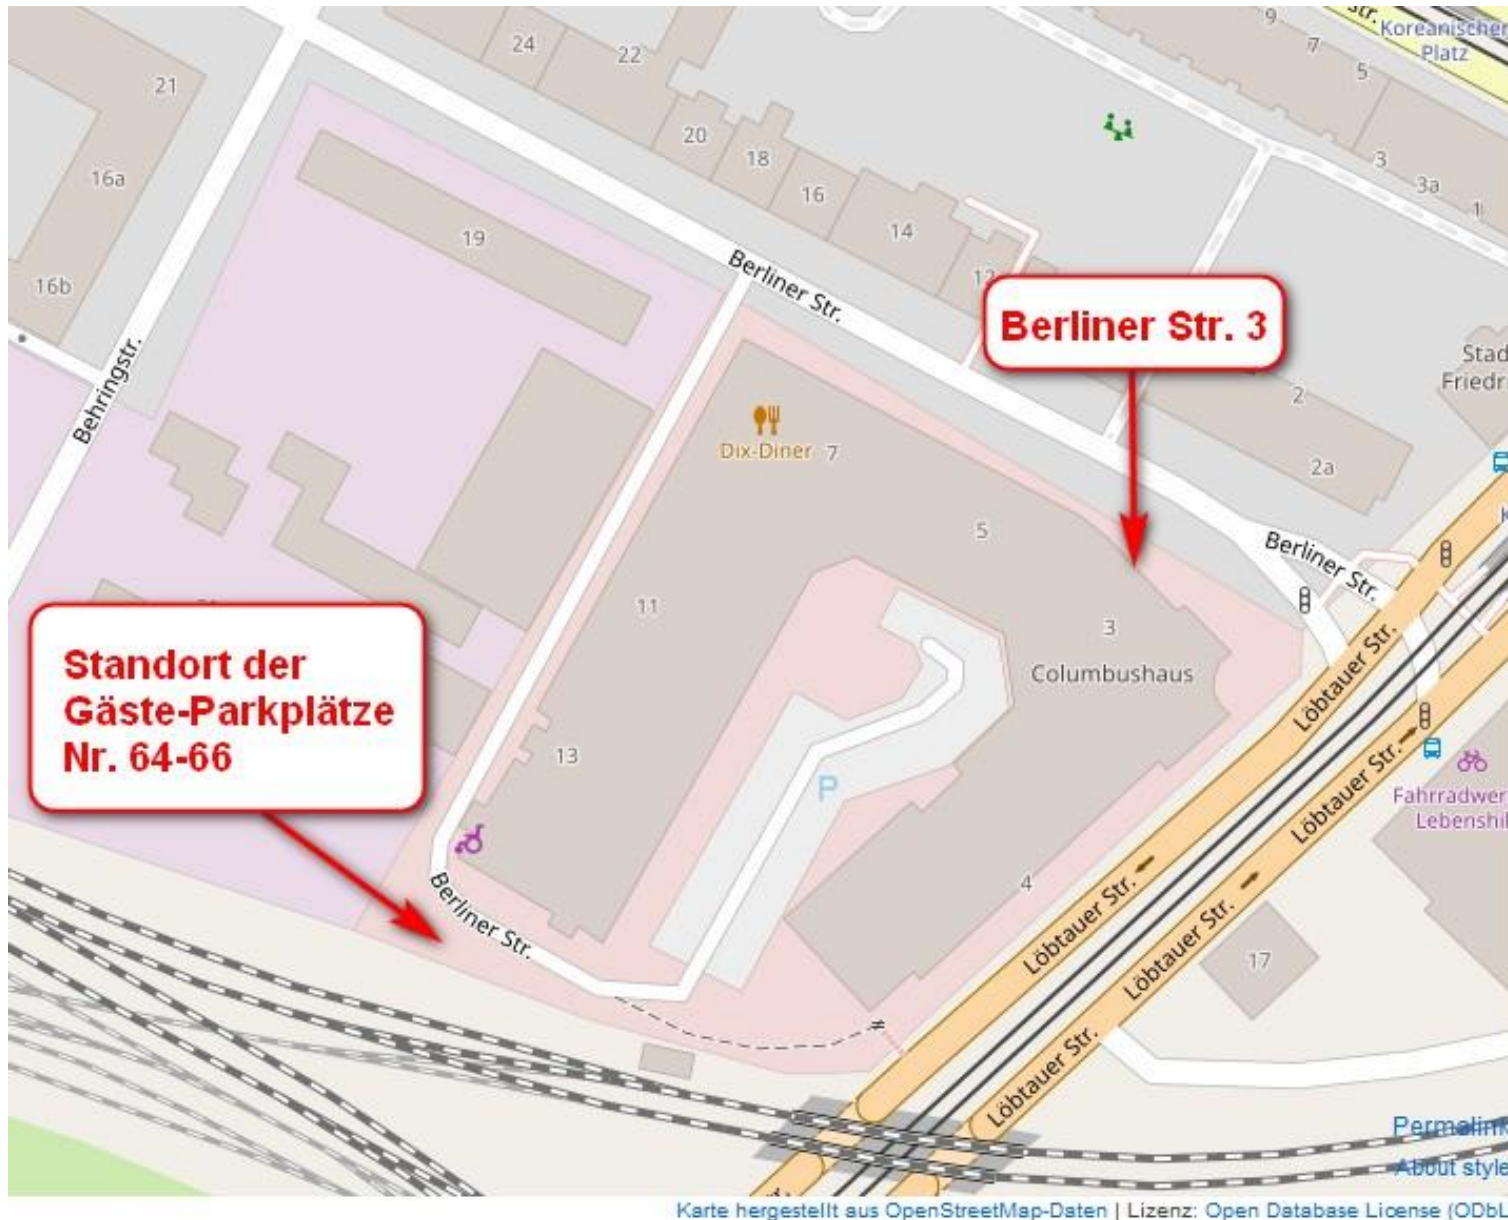 str.
Koreanischer
Platz
9
7
5
3
3a
1
24
22
21
20
18
16
14
12
16a
16b
19
Behringstr.
Berliner Str.
Berliner Str. 3
Stad
Friedri
2
2a
Dix-Diner 7
5
K
Berliner Str.
11
3
Columbushaus
Standort der
Gäste-Parkplätze
Nr. 64-66
13
P
Löbtauer Str.
Löbtauer Str.
Fahrradwer
Lebenshil
Berliner Str.
4
Löbtauer Str.
Löbtauer Str.
17
Löbtauer Str.
Permalink
About style
Karte hergestellt aus OpenStreetMap-Daten | Lizenz: Open Database License (ODbL